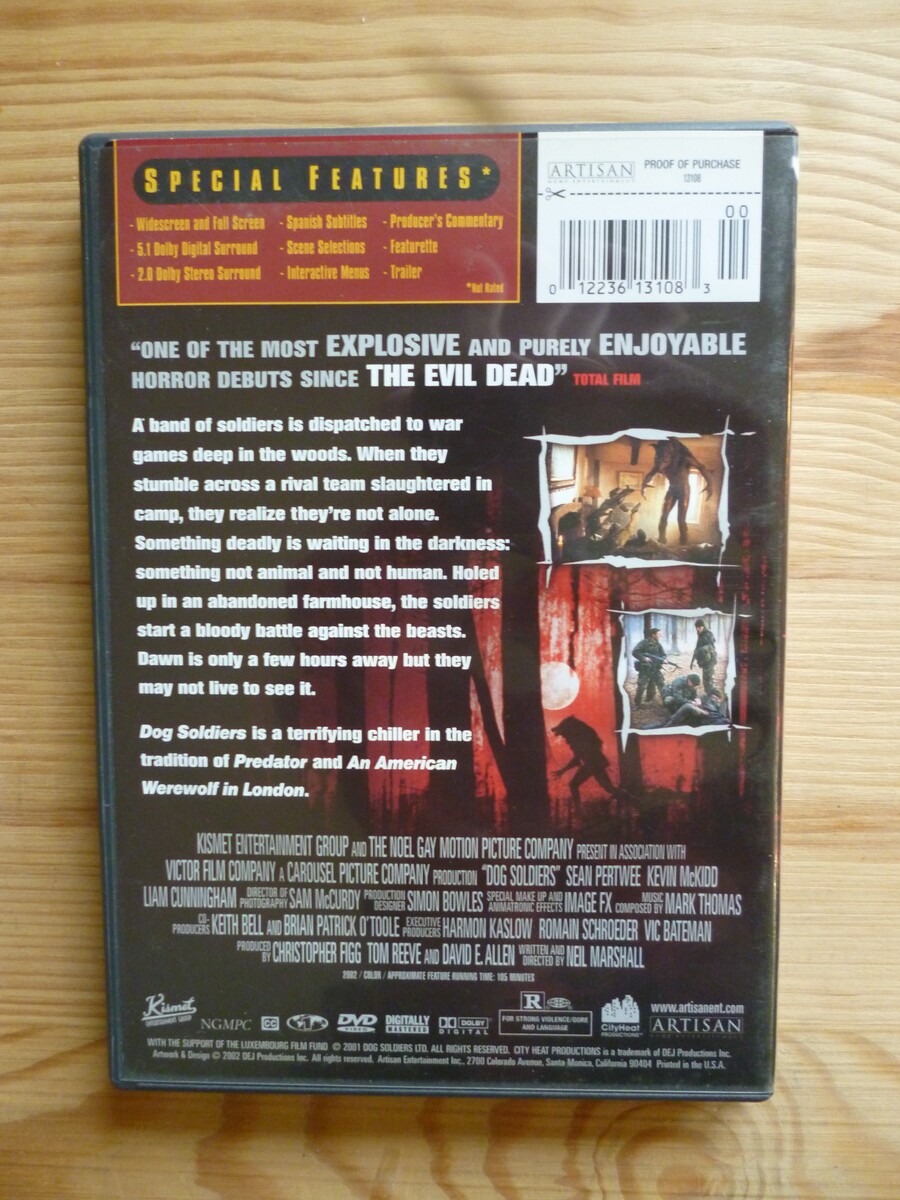 SPECIAL FEATURES*
- Widescreen and Full Screen - Spanish Subtitles - Producer's Commentary
- 5.1 Dolby Digital Surround - Scene Selections - Featurette
- 2.0 Dolby Stereo Surround - Interactive Menus - Trailer
*Not Rated
ARTISAN
HOME ENTERTAINMENT
PROOF OF PURCHASE
13108
00
0 12236 13108 3
"ONE OF THE MOST EXPLOSIVE AND PURELY ENJOYABLE
HORROR DEBUTS SINCE THE EVIL DEAD" TOTAL FILM
A band of soldiers is dispatched to war
games deep in the woods. When they
stumble across a rival team slaughtered in
camp, they realize they're not alone.
Something deadly is waiting in the darkness:
something not animal and not human. Holed
up in an abandoned farmhouse, the soldiers
start a bloody battle against the beasts.
Dawn is only a few hours away but they
may not live to see it.
Dog Soldiers is a terrifying chiller in the
tradition of Predator and An American
Werewolf in London.
KISMET ENTERTAINMENT GROUP AND THE NOEL GAY MOTION PICTURE COMPANY PRESENT IN ASSOCIATION WITH
VICTOR FILM COMPANY A CAROUSEL PICTURE COMPANY PRODUCTION "DOG SOLDIERS" SEAN PERTWEE KEVIN McKIDD
LIAM CUNNINGHAM DIRECTOR OF PHOTOGRAPHY SAM McCURDY PRODUCTION DESIGNER SIMON BOWLES SPECIAL MAKE UP AND ANIMATRONIC EFFECTS IMAGE FX MUSIC COMPOSED BY MARK THOMAS
CO-PRODUCERS KEITH BELL AND BRIAN PATRICK O'TOOLE EXECUTIVE PRODUCERS HARMON KASLOW ROMAIN SCHROEDER VIC BATEMAN
PRODUCED BY CHRISTOPHER FIGG TOM REEVE AND DAVID E. ALLEN WRITTEN AND DIRECTED BY NEIL MARSHALL
2002 / COLOR / APPROXIMATE FEATURE RUNNING TIME: 105 MINUTES
Kismet
ENTERTAINMENT GROUP
NGMPC
CC
DVD
VIDEO
DIGITALLY
MASTERED
DOLBY
DIGITAL
R
FOR STRONG VIOLENCE/GORE
AND LANGUAGE
CityHeat
PRODUCTIONS
www.artisanent.com
ARTISAN
HOME ENTERTAINMENT
WITH THE SUPPORT OF THE LUXEMBOURG FILM FUND © 2001 DOG SOLDIERS LTD. ALL RIGHTS RESERVED. CITY HEAT PRODUCTIONS is a trademark of DEJ Productions Inc.
Artwork & Design © 2002 DEJ Productions Inc. All rights reserved. Artisan Entertainment Inc., 2700 Colorado Avenue, Santa Monica, California 90404 Printed in the U.S.A.